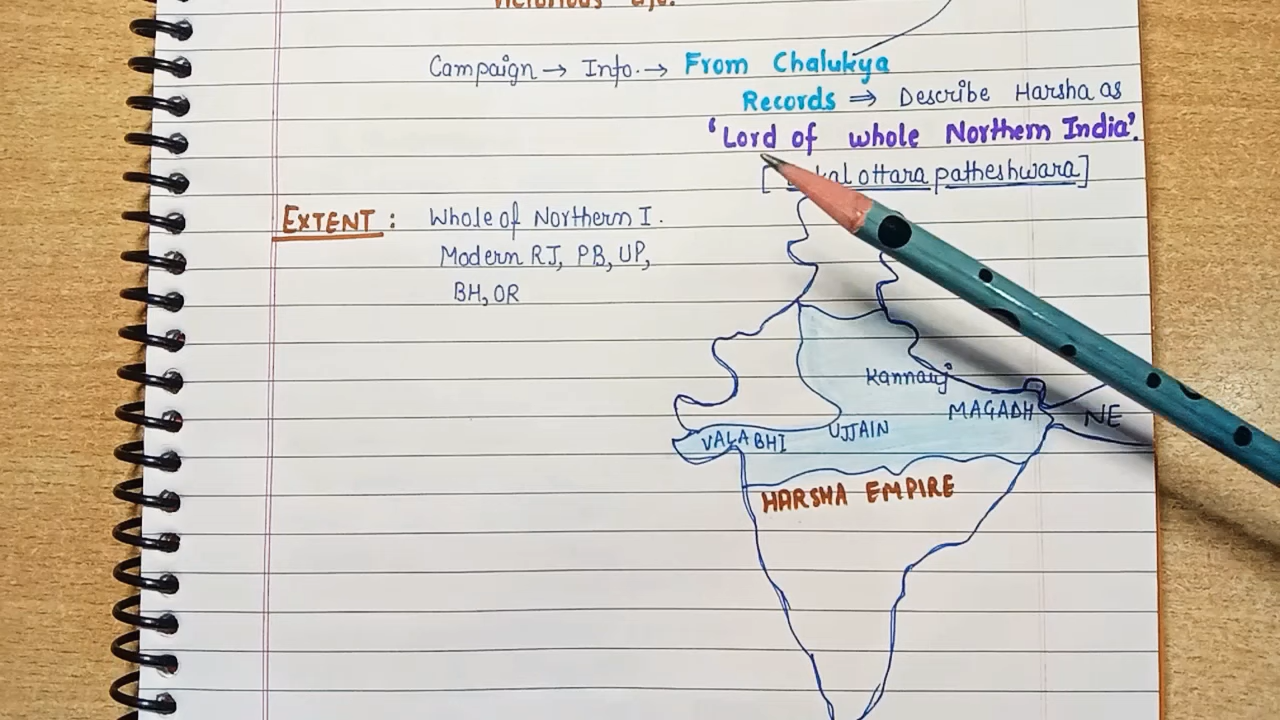 Campaign → Info. → From Chalukya
Records ⇒ Describe Harsha as
'Lord of whole Northern India'.
patheshwara]
EXTENT : Whole of Northern I.
Modern RJ, PB, UP,
BH, OR
Kannauj
MAGADH
NE
UJJAIN
VALABHI
HARSHA EMPIRE